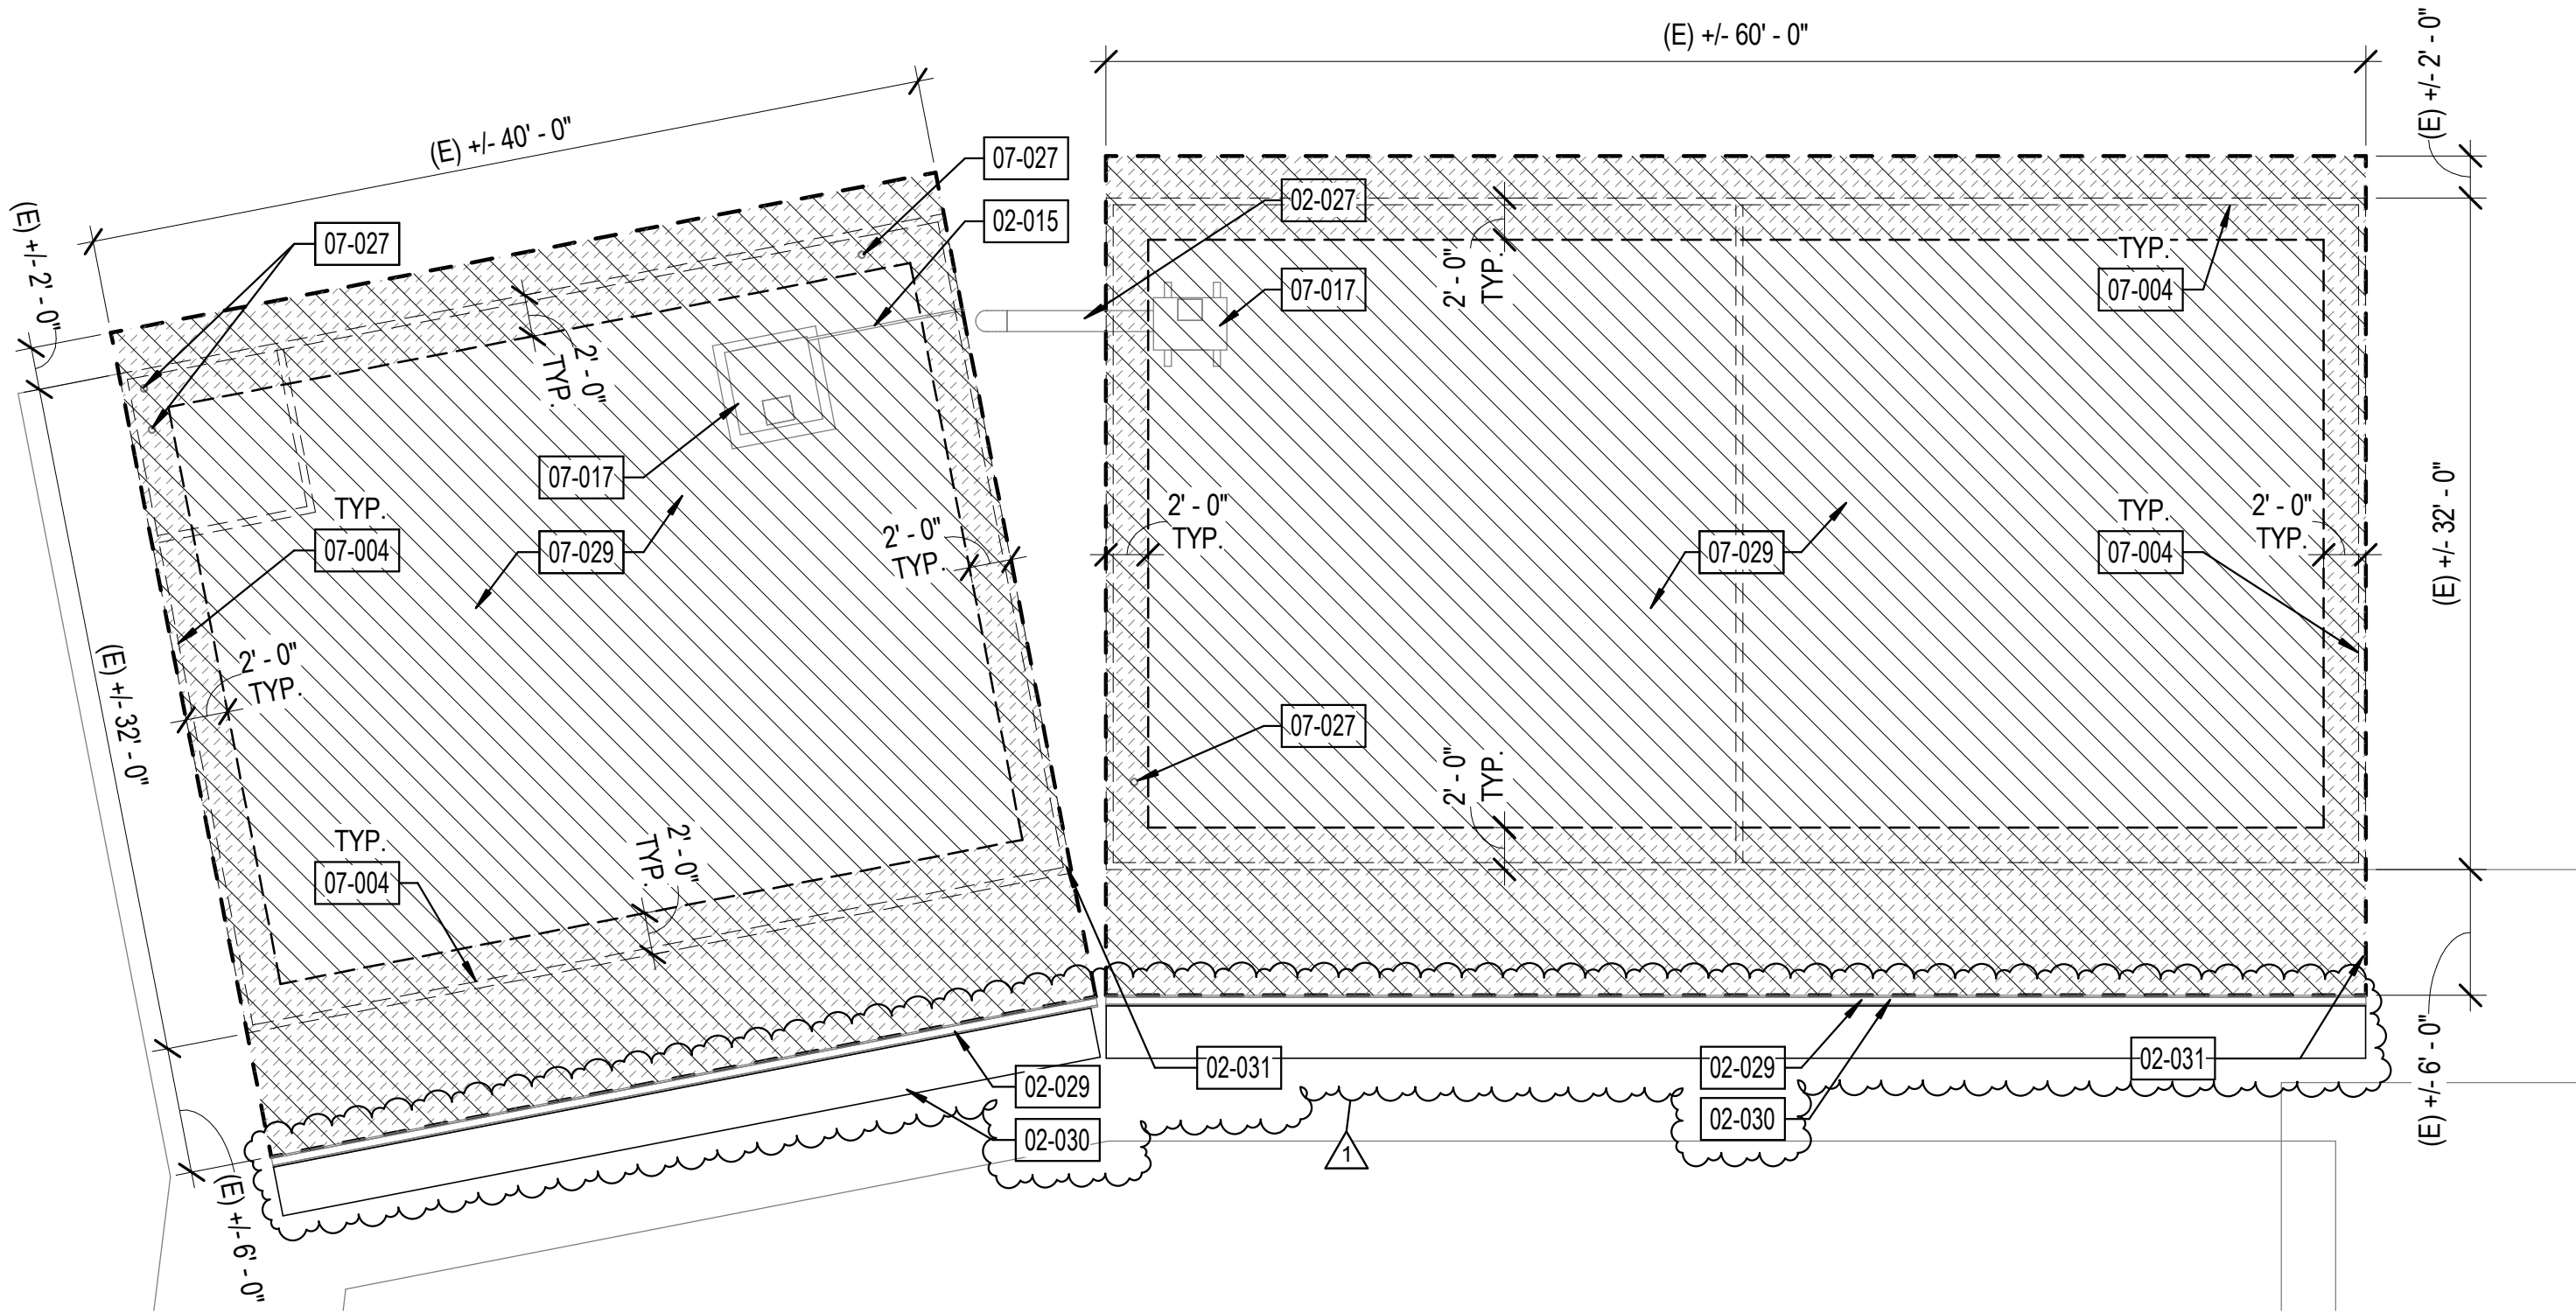 (E) +/- 60' - 0"
(E) +/- 2' - 0"
(E) +/- 40' - 0"
07-027
02-015
02-027
07-027
(E) +/- 2' - 0"
2' - 0"
TYP.
07-017
TYP.
07-004
2' - 0"
TYP.
07-017
TYP.
07-004
07-029
2' - 0"
TYP.
2' - 0"
TYP.
07-029
TYP.
07-004
2' - 0"
TYP.
(E) +/- 32' - 0"
2' - 0"
TYP.
(E) +/- 32' - 0"
07-027
2' - 0"
TYP.
TYP.
07-004
2' - 0"
TYP.
02-029
02-031
02-029
02-031
02-030
02-030
1
(E) +/- 6' - 0"
(E) +/- 6' - 0"